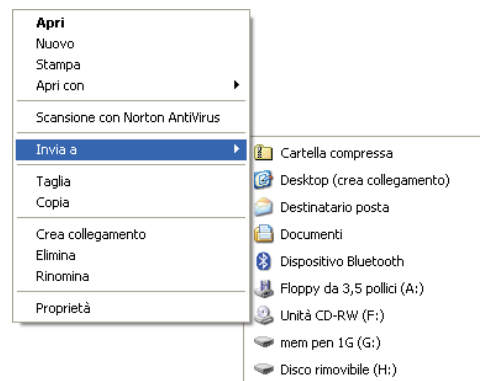 Apri
Nuovo
Stampa
Apri con
Scansione con Norton AntiVirus
Invia a
Taglia
Copia
Crea collegamento
Elimina
Rinomina
Proprietà
Cartella compressa
Desktop (crea collegamento)
Destinatario posta
Documenti
Dispositivo Bluetooth
Floppy da 3,5 pollici (A:)
Unità CD-RW (F:)
mem pen 1G (G:)
Disco rimovibile (H:)